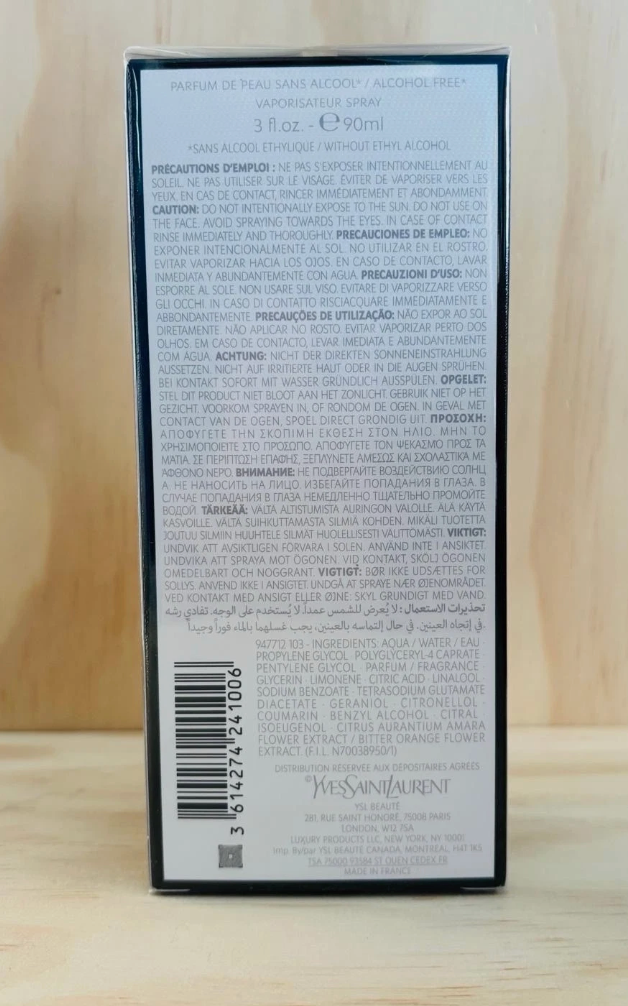 PARFUM DE PEAU SANS ALCOOL* / ALCOHOL FREE*
VAPORISATEUR SPRAY
3 fl.oz. - ℮90ml
*SANS ALCOOL ETHYLIQUE / WITHOUT ETHYL ALCOHOL
PRÉCAUTIONS D'EMPLOI : NE PAS S'EXPOSER INTENTIONNELLEMENT AU
SOLEIL. NE PAS UTILISER SUR LE VISAGE. ÉVITER DE VAPORISER VERS LES
YEUX. EN CAS DE CONTACT, RINCER IMMÉDIATEMENT ET ABONDAMMENT.
CAUTION: DO NOT INTENTIONALLY EXPOSE TO THE SUN. DO NOT USE ON
THE FACE. AVOID SPRAYING TOWARDS THE EYES. IN CASE OF CONTACT
RINSE IMMEDIATELY AND THOROUGHLY. PRECAUCIONES DE EMPLEO: NO
EXPONER INTENCIONALMENTE AL SOL. NO UTILIZAR EN EL ROSTRO.
EVITAR VAPORIZAR HACIA LOS OJOS. EN CASO DE CONTACTO, LAVAR
INMEDIATA Y ABUNDANTEMENTE CON AGUA. PRECAUZIONI D'USO: NON
ESPORRE AL SOLE. NON USARE SUL VISO. EVITARE DI VAPORIZZARE VERSO
GLI OCCHI. IN CASO DI CONTATTO RISCIACQUARE IMMEDIATAMENTE E
ABBONDANTEMENTE. PRECAUÇÕES DE UTILIZAÇÃO: NÃO EXPOR AO SOL
DIRETAMENTE. NÃO APLICAR NO ROSTO. EVITAR VAPORIZAR PERTO DOS
OLHOS. EM CASO DE CONTACTO, LEVAR IMEDIATA E ABUNDANTEMENTE
COM ÁGUA. ACHTUNG: NICHT DER DIREKTEN SONNENEINSTRAHLUNG
AUSSETZEN. NICHT AUF IRRITIERTE HAUT ODER IN DIE AUGEN SPRÜHEN.
BEI KONTAKT SOFORT MIT WASSER GRÜNDLICH AUSSPÜLEN. OPGELET:
STEL DIT PRODUCT NIET BLOOT AAN HET ZONLICHT. GEBRUIK NIET OP HET
GEZICHT. VOORKOM SPRAYEN IN, OF RONDOM DE OGEN. IN GEVAL MET
CONTACT VAN DE OGEN, SPOEL DIRECT GRONDIG UIT. ΠΡΟΣΟΧΗ:
ΑΠΟΦΥΓΕΤΕ ΤΗΝ ΣΚΟΠΙΜΗ ΕΚΘΕΣΗ ΣΤΟΝ ΗΛΙΟ. ΜΗΝ ΤΟ
ΧΡΗΣΙΜΟΠΟΙΕΙΤΕ ΣΤΟ ΠΡΟΣΩΠΟ. ΑΠΟΦΥΓΕΤΕ ΤΟΝ ΨΕΚΑΣΜΟ ΠΡΟΣ ΤΑ
ΜΑΤΙΑ. ΣΕ ΠΕΡΙΠΤΩΣΗ ΕΠΑΦΗΣ, ΞΕΠΛΥΝΕΤΕ ΑΜΕΣΩΣ ΚΑΙ ΣΧΟΛΑΣΤΙΚΑ ΜΕ
ΑΦΘΟΝΟ ΝΕΡΟ. ВНИМАНИЕ: НЕ ПОДВЕРГАЙТЕ ВОЗДЕЙСТВИЮ СОЛНЦ
А. НЕ НАНОСИТЬ НА ЛИЦО. ИЗБЕГАЙТЕ ПОПАДАНИЯ В ГЛАЗА. В
СЛУЧАЕ ПОПАДАНИЯ В ГЛАЗА НЕМЕДЛЕННО ТЩАТЕЛЬНО ПРОМОЙТЕ
ВОДОЙ. TÄRKEÄÄ: VÄLTÄ ALTISTUMISTA AURINGON VALOLLE. ÄLÄ KÄYTÄ
KASVOILLE. VÄLTÄ SUIHKUTTAMASTA SILMIÄ KOHDEN. MIKÄLI TUOTETTA
JOUTUU SILMIIN HUUHTELE SILMÄT HUOLELLISESTI VÄLITTÖMÄSTI. VIKTIGT:
UNDVIK ATT AVSIKTLIGEN FÖRVARA I SOLEN. ANVÄND INTE I ANSIKTET.
UNDVIKA ATT SPRAYA MOT ÖGONEN. VID KONTAKT, SKÖLJ ÖGONEN
OMEDELBART OCH NOGGRANT. VIGTIGT: BØR IKKE UDSÆTTES FOR
SOLLYS. ANVEND IKKE I ANSIGTET. UNDGÅ AT SPRAYE NÆR ØJENOMRÅDET.
VED KONTAKT MED ANSIGT ELLER ØJNE: SKYL GRUNDIGT MED VAND.
تحذيرات الاستعمال : لا يُعرض للشمس عمداً. لا يُستخدم على الوجه. تفادي رشه
في إتجاه العينين. في حال إلتماسه بالعينين، يجب غسلهما بالماء فوراً وجيداً.
947712 103 - INGREDIENTS: AQUA / WATER / EAU ·
PROPYLENE GLYCOL · POLYGLYCERYL-4 CAPRATE ·
PENTYLENE GLYCOL · PARFUM / FRAGRANCE ·
GLYCERIN · LIMONENE · CITRIC ACID · LINALOOL ·
SODIUM BENZOATE · TETRASODIUM GLUTAMATE
DIACETATE · GERANIOL · CITRONELLOL ·
COUMARIN · BENZYL ALCOHOL · CITRAL ·
ISOEUGENOL · CITRUS AURANTIUM AMARA
FLOWER EXTRACT / BITTER ORANGE FLOWER
EXTRACT. (F.I.L. N70038950/1)
3 614274 241006
DISTRIBUTION RÉSERVÉE AUX DÉPOSITAIRES AGRÉÉS
©YVESSAINTLAURENT
YSL BEAUTÉ
281, RUE SAINT HONORÉ, 75008 PARIS
LONDON, W12 7SA
LUXURY PRODUCTS LLC, NEW YORK, NY 10001
Imp. By/par YSL BEAUTÉ CANADA, MONTRÉAL, H4T 1K5
TSA 75000 93584 ST OUEN CEDEX FR
MADE IN FRANCE